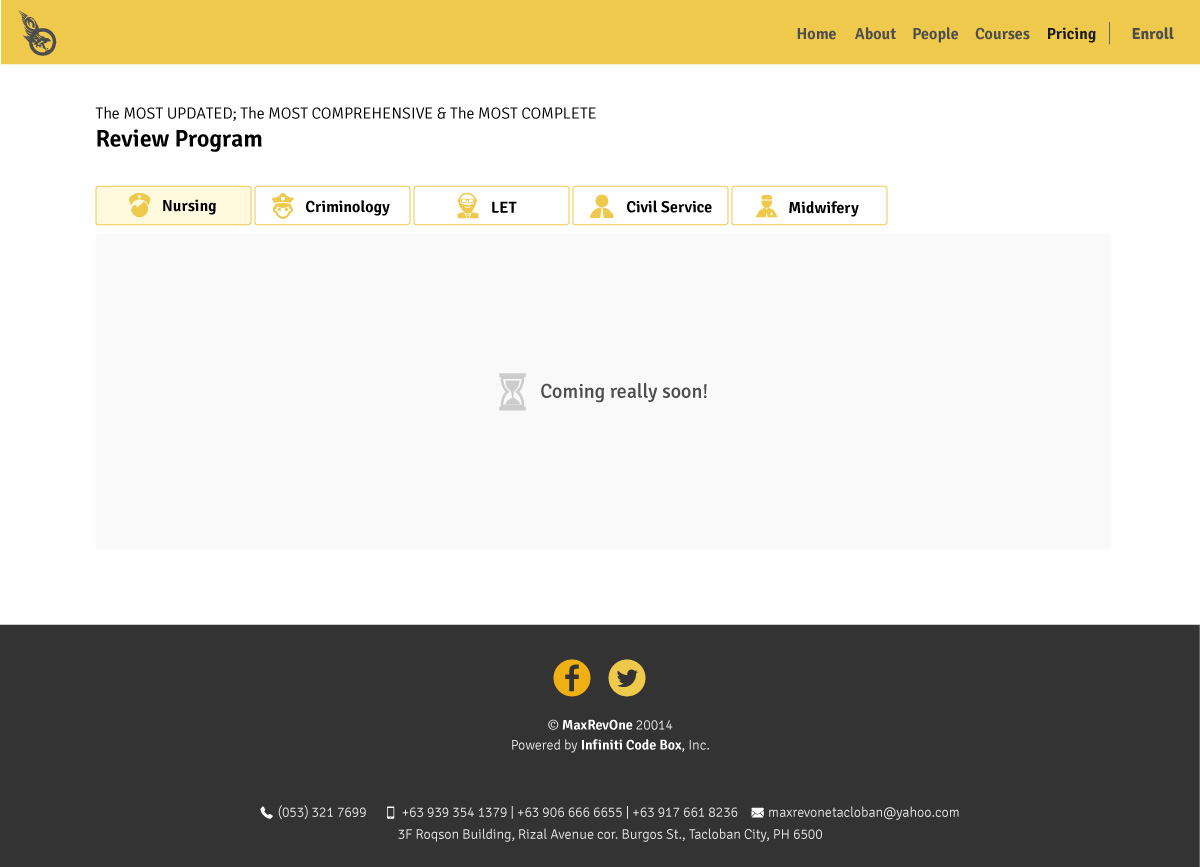 Home About People Courses Pricing Enroll
The MOST UPDATED; The MOST COMPREHENSIVE & The MOST COMPLETE
Review Program
Nursing Criminology LET Civil Service Midwifery
Coming really soon!
© MaxRevOne 20014
Powered by Infiniti Code Box, Inc.
(053) 321 7699 +63 939 354 1379 | +63 906 666 6655 | +63 917 661 8236 maxrevonetacloban@yahoo.com
3F Roqson Building, Rizal Avenue cor. Burgos St., Tacloban City, PH 6500